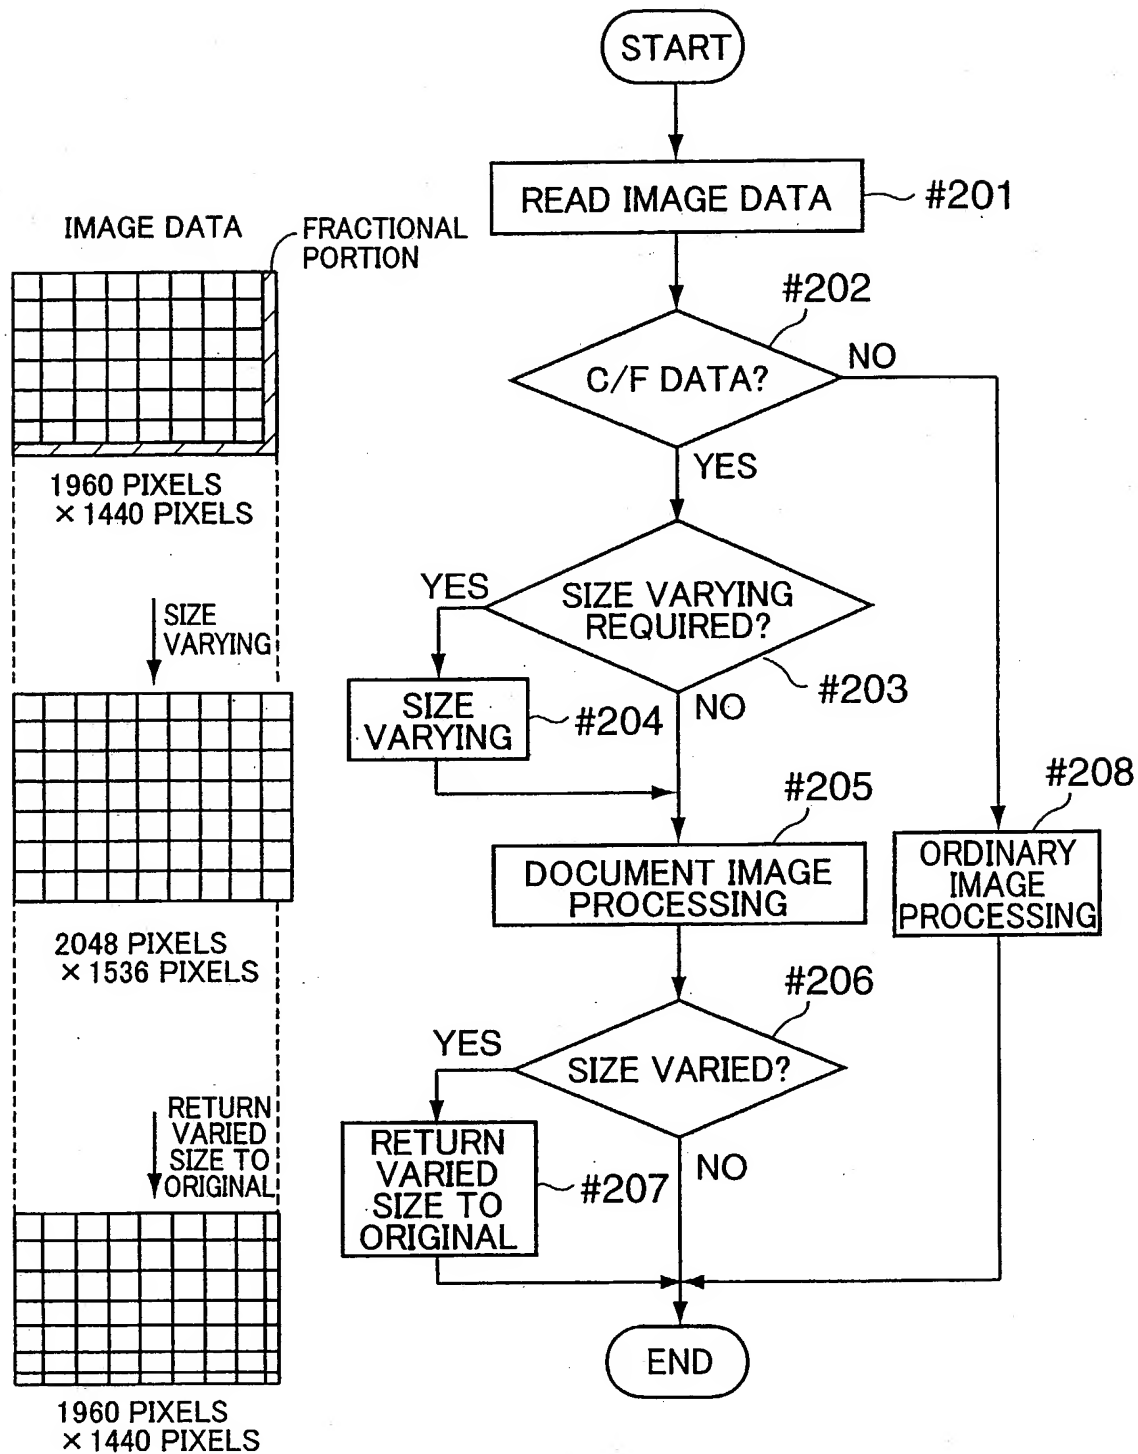 START
READ IMAGE DATA
#201
IMAGE DATA
FRACTIONAL
PORTION
#202
C/F DATA?
NO
YES
1960 PIXELS
× 1440 PIXELS
SIZE VARYING
REQUIRED?
YES
#203
NO
SIZE
VARYING
SIZE
VARYING
#204
#205
DOCUMENT IMAGE
PROCESSING
#208
ORDINARY
IMAGE
PROCESSING
2048 PIXELS
× 1536 PIXELS
#206
SIZE VARIED?
YES
NO
RETURN
VARIED
SIZE TO
ORIGINAL
RETURN
VARIED
SIZE TO
ORIGINAL
#207
END
1960 PIXELS
× 1440 PIXELS